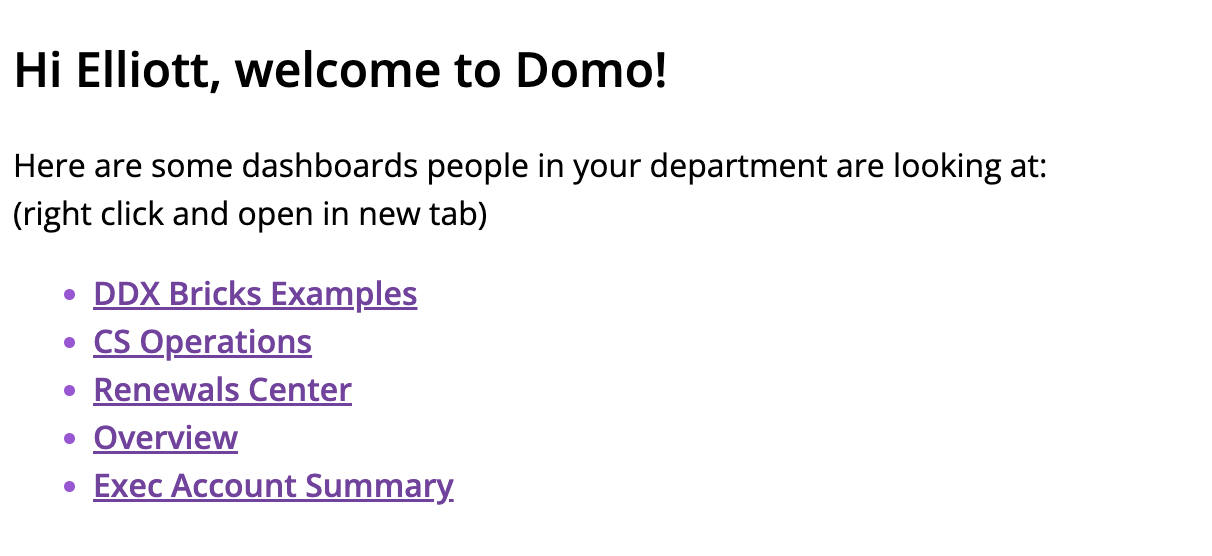 Hi Elliott, welcome to Domo!
Here are some dashboards people in your department are looking at:
(right click and open in new tab)
DDX Bricks Examples
CS Operations
Renewals Center
Overview
Exec Account Summary